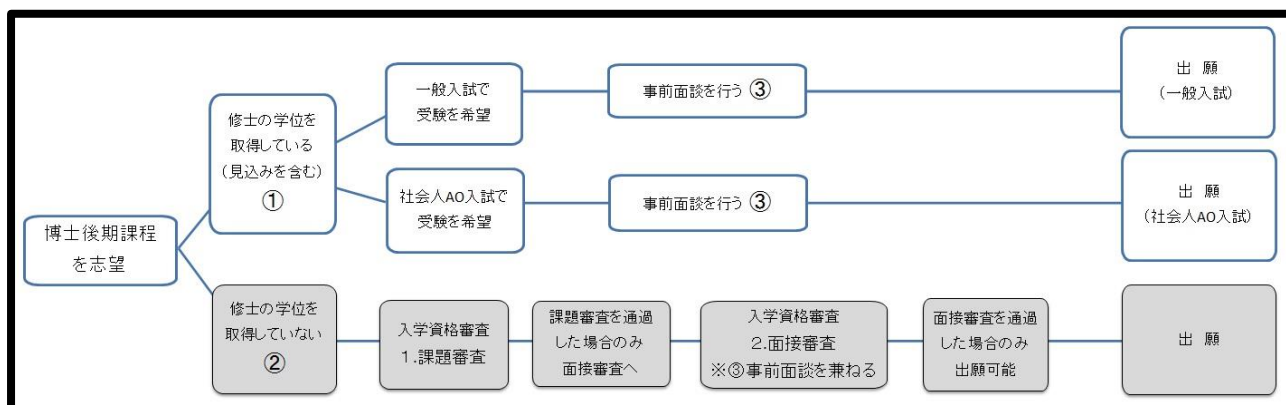 博士後期課程
を志望
修士の学位を
取得している
(見込みを含む)
①
一般入試で
受験を希望
事前面談を行う ③
出 願
(一般入試)
社会人AO入試で
受験を希望
事前面談を行う ③
出 願
(社会人AO入試)
修士の学位を
取得していない
②
入学資格審査
1.課題審査
課題審査を通過
した場合のみ
面接審査へ
入学資格審査
2.面接審査
※③事前面談を兼ねる
面接審査を通過
した場合のみ
出願可能
出 願